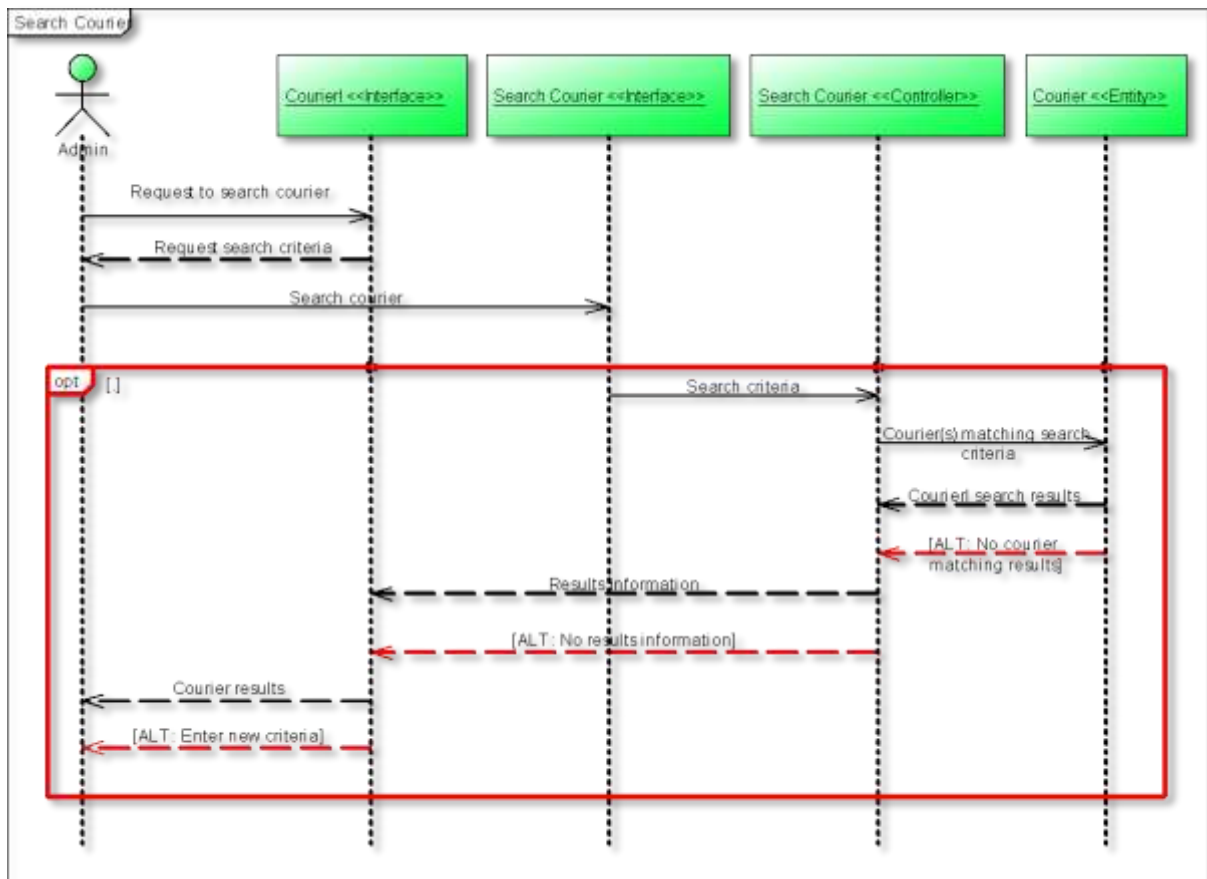 Search Courier
Admin
CourierI <<Interface>>
Search Courier <<Interface>>
Search Courier <<Controller>>
Courier <<Entity>>
Request to search courier
Request search criteria
Search courier
opt
[.]
Search criteria
Courier(s) matching search
criteria
CourierI search results
[ALT: No courier
matching results]
Results information
[ALT: No results information]
Courier results
[ALT: Enter new criteria]